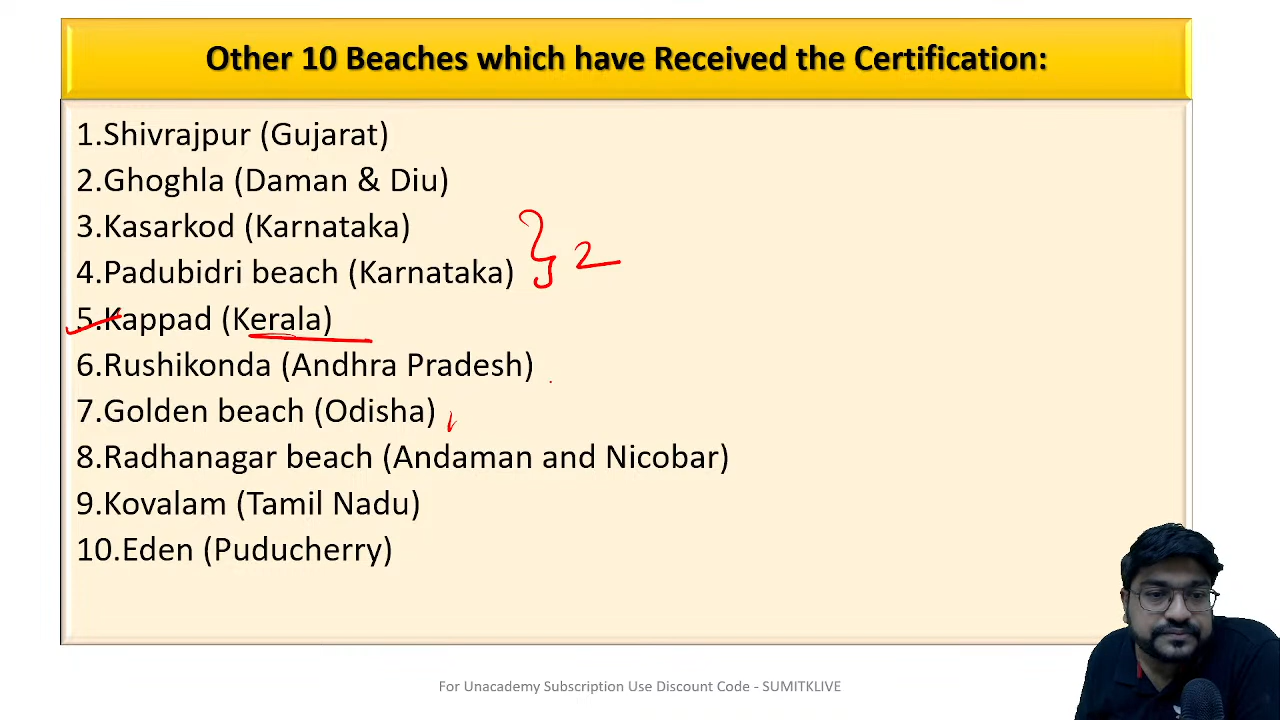 Other 10 Beaches which have Received the Certification:
1.Shivrajpur (Gujarat)
2.Ghoghla (Daman & Diu)
3.Kasarkod (Karnataka)
4.Padubidri beach (Karnataka)
2
5.Kappad (Kerala)
6.Rushikonda (Andhra Pradesh)
7.Golden beach (Odisha)
8.Radhanagar beach (Andaman and Nicobar)
9.Kovalam (Tamil Nadu)
10.Eden (Puducherry)
For Unacademy Subscription Use Discount Code - SUMITKLIVE